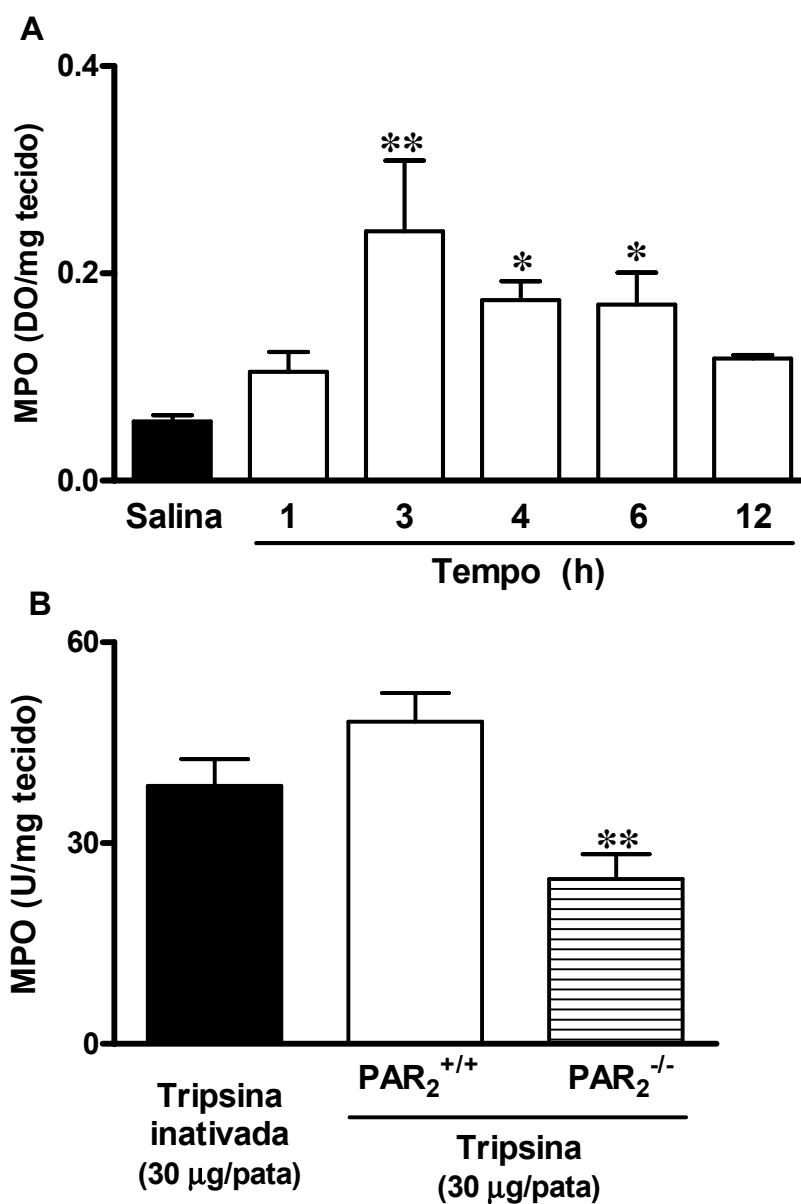 A
MPO (DO/mg tecido)
0.4
0.2
0.0
**
*
*
Salina 1 3 4 6 12
Tempo (h)
B
MPO (U/mg tecido)
60
30
0
**
Tripsina inativada (30 µg/pata)
PAR₂⁺/⁺ PAR₂⁻/⁻
Tripsina
(30 µg/pata)